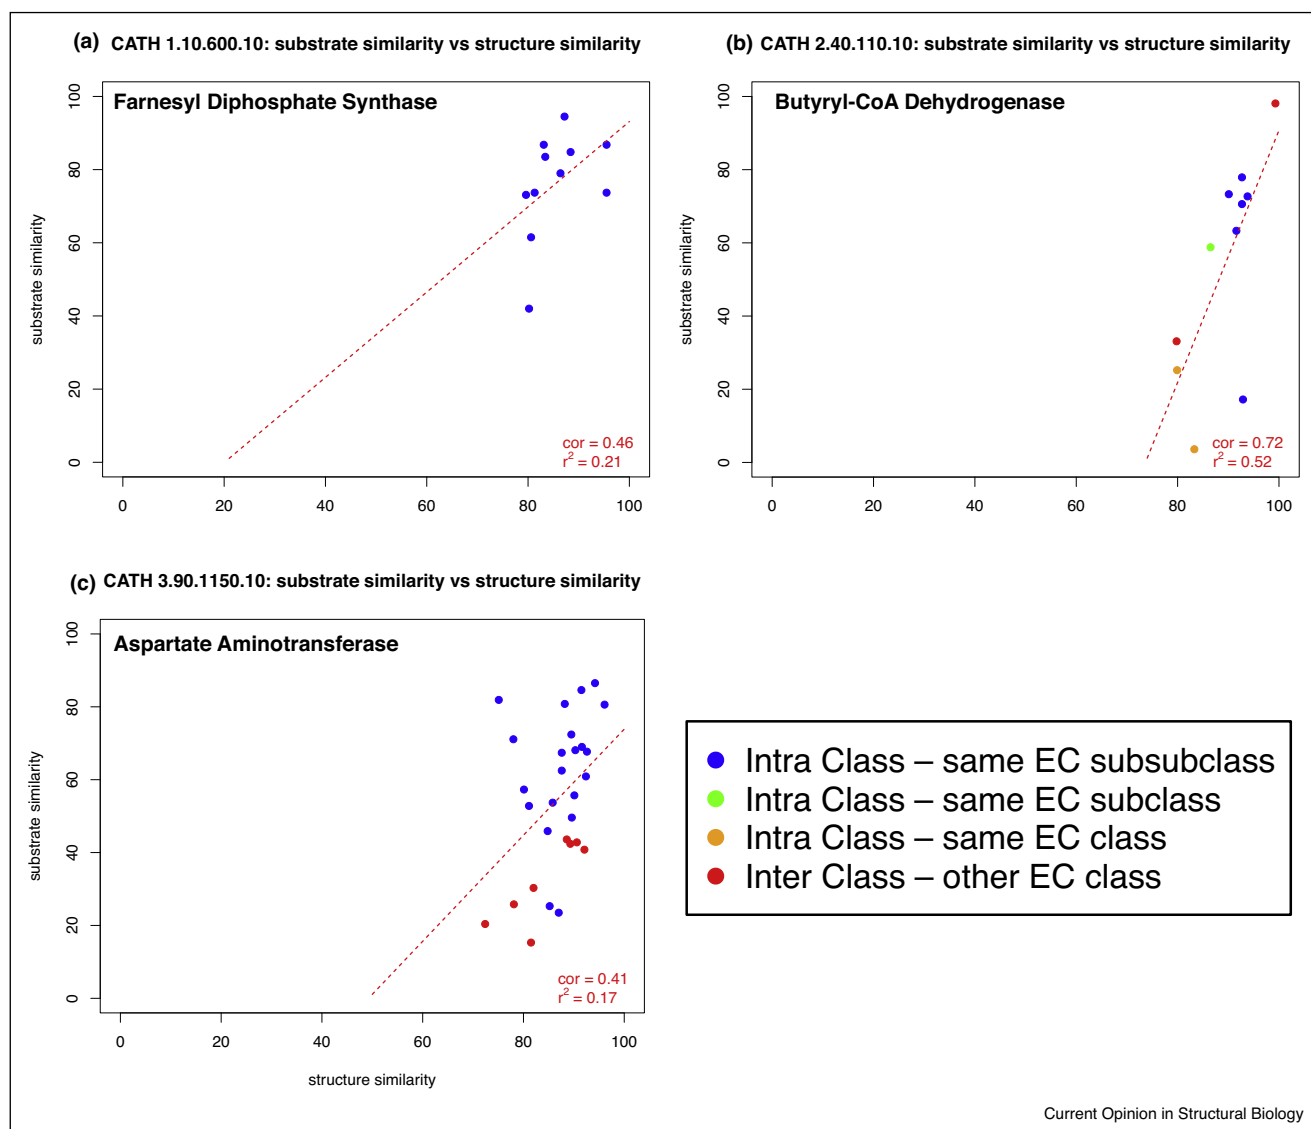 (a) CATH 1.10.600.10: substrate similarity vs structure similarity
Farnesyl Diphosphate Synthase
substrate similarity
100
80
60
40
20
0
0 20 40 60 80 100
cor = 0.46
r² = 0.21
(b) CATH 2.40.110.10: substrate similarity vs structure similarity
Butyryl-CoA Dehydrogenase
substrate similarity
100
80
60
40
20
0
0 20 40 60 80 100
cor = 0.72
r² = 0.52
(c) CATH 3.90.1150.10: substrate similarity vs structure similarity
Aspartate Aminotransferase
substrate similarity
100
80
60
40
20
0
0 20 40 60 80 100
structure similarity
cor = 0.41
r² = 0.17
Intra Class – same EC subsubclass
Intra Class – same EC subclass
Intra Class – same EC class
Inter Class – other EC class
Current Opinion in Structural Biology